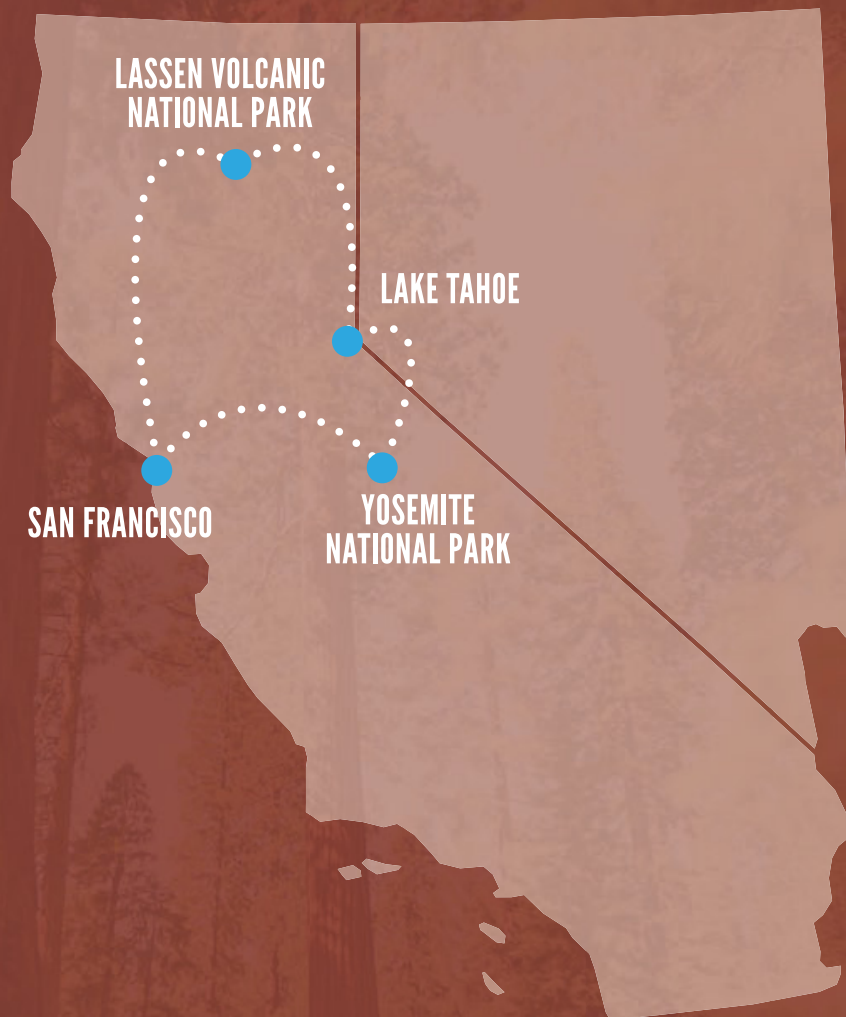 LASSEN VOLCANIC
NATIONAL PARK
LAKE TAHOE
SAN FRANCISCO
YOSEMITE
NATIONAL PARK